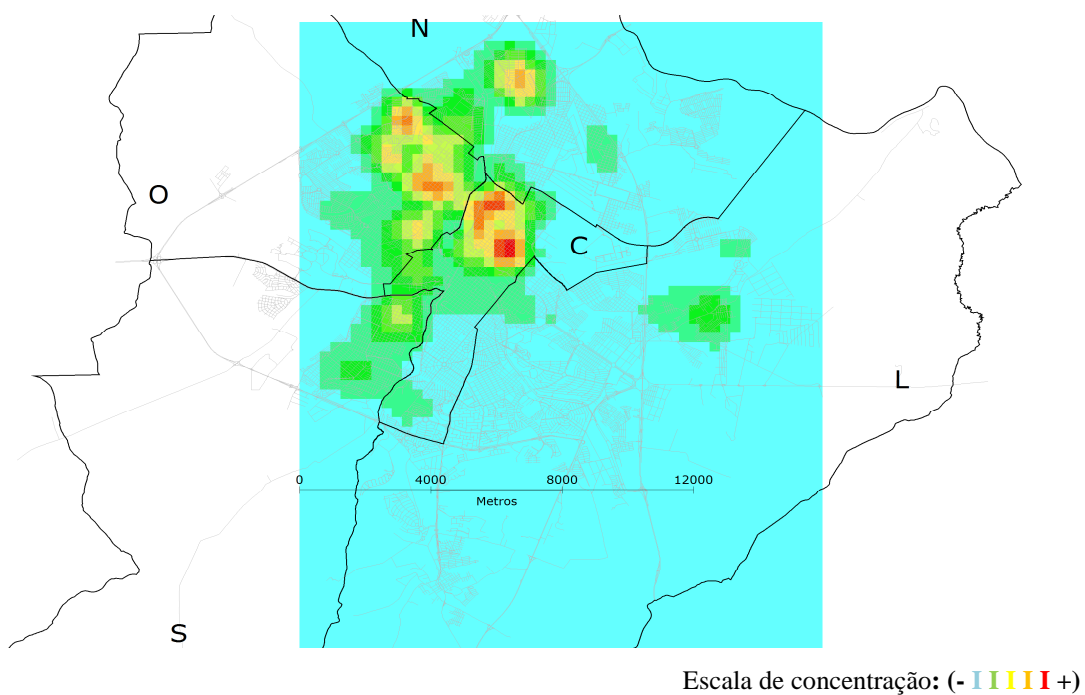 N
O
C
L
0 4000 8000 12000
Metros
S
Escala de concentração: (- I I I I I +)